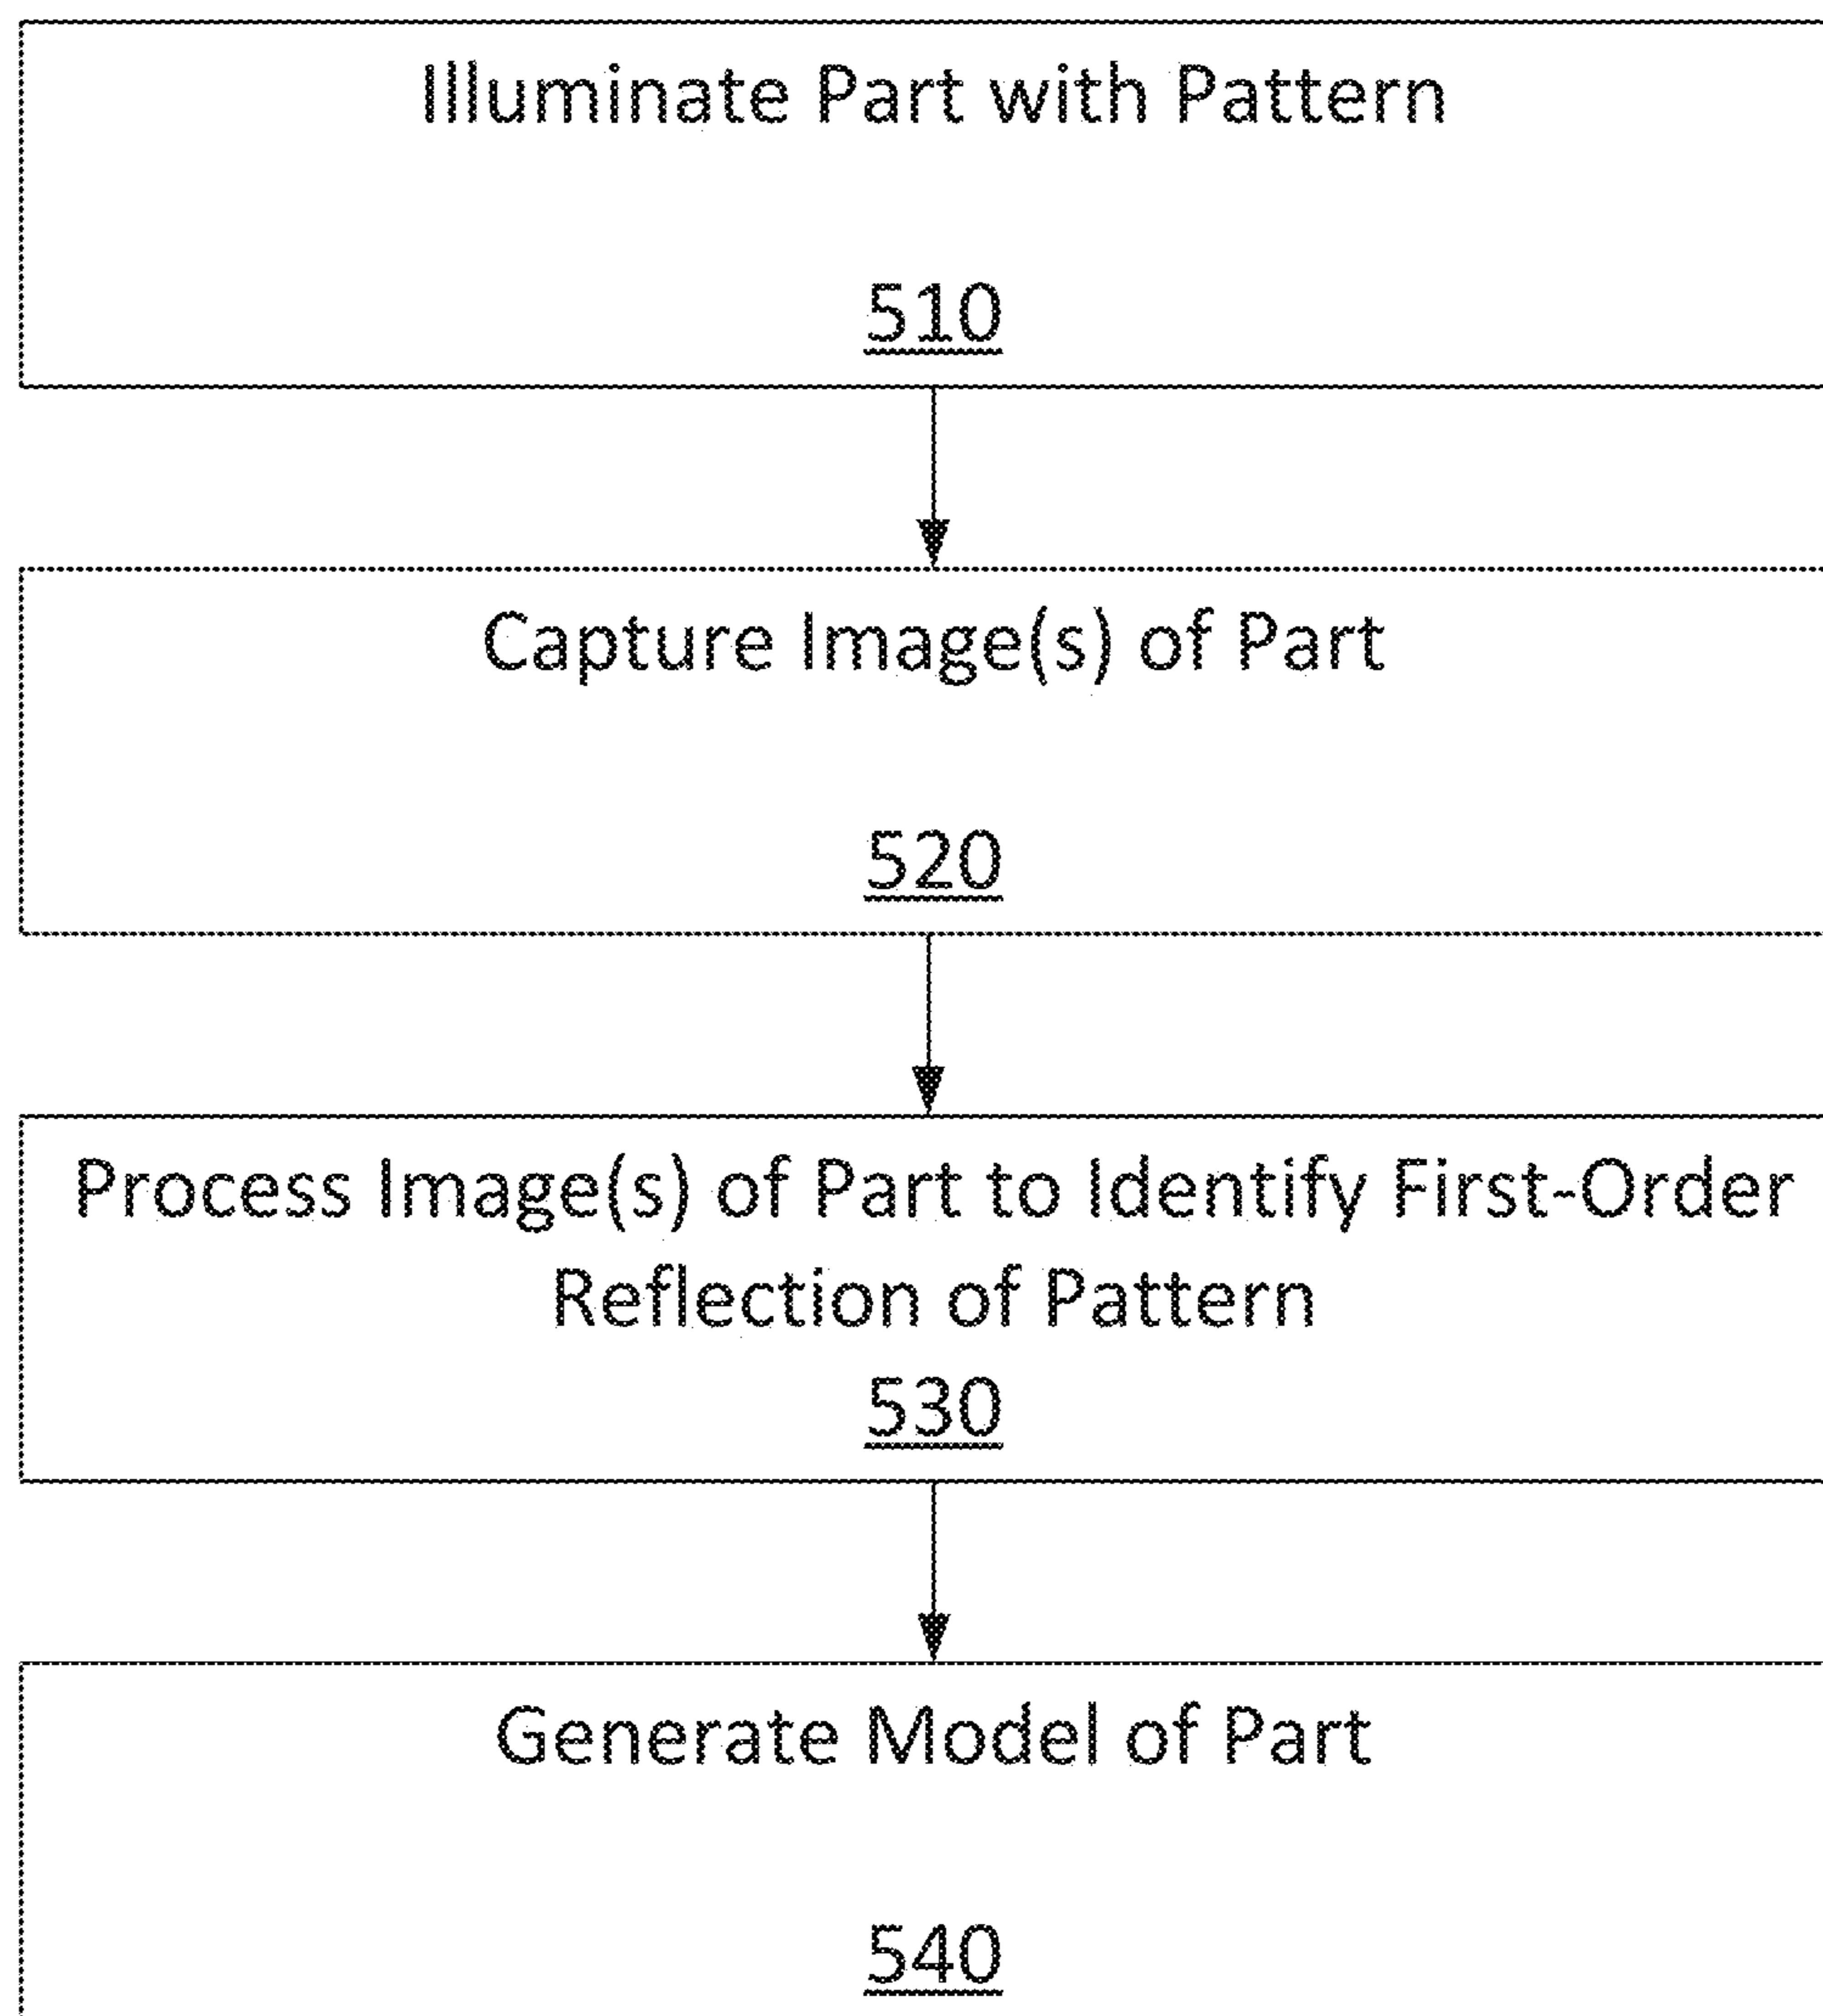 Illuminate Part with Pattern
510
Capture Image(s) of Part
520
Process Image(s) of Part to Identify First-Order
Reflection of Pattern
530
Generate Model of Part
540